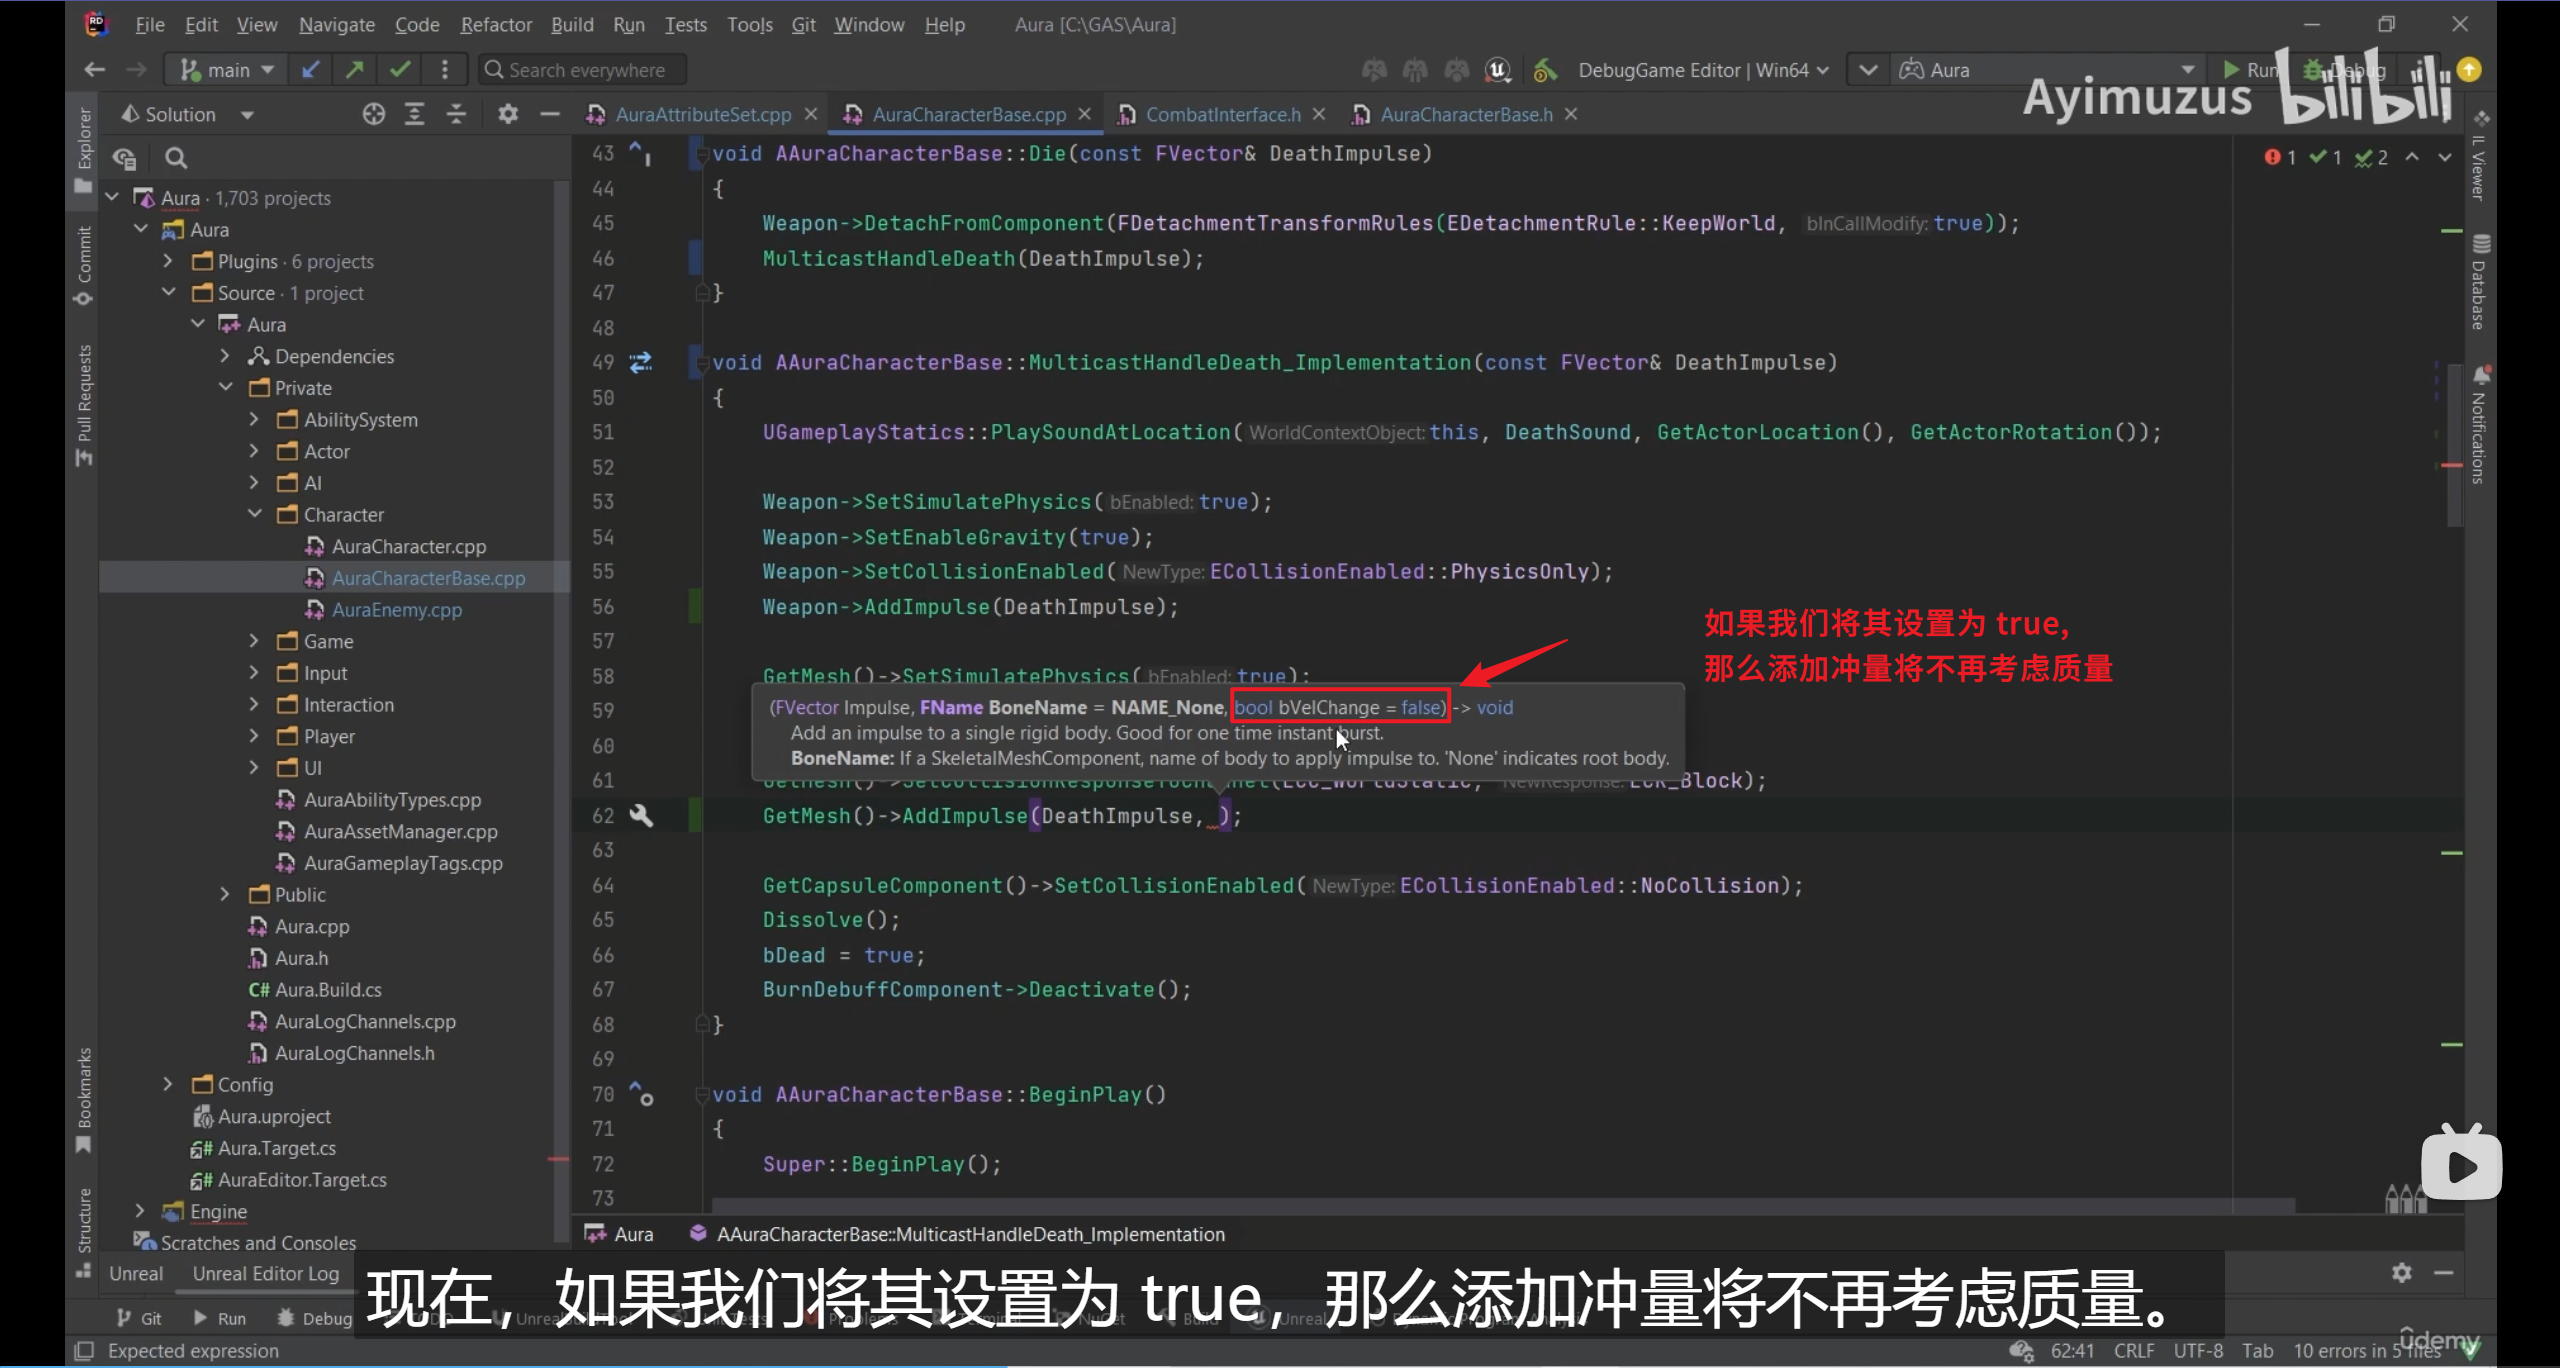 File Edit View Navigate Code Refactor Build Run Tests Tools Git Window Help Aura [C:\GAS\Aura]
main Search everywhere DebugGame Editor | Win64 Aura Run Debug
Ayimuzus bilibili
Solution AuraAttributeSet.cpp AuraCharacterBase.cpp CombatInterface.h AuraCharacterBase.h
1 1 2
Explorer
Commit
Pull Requests
Bookmarks
Structure
Aura · 1,703 projects
Aura
Plugins · 6 projects
Source · 1 project
Aura
Dependencies
Private
AbilitySystem
Actor
AI
Character
AuraCharacter.cpp
AuraCharacterBase.cpp
AuraEnemy.cpp
Game
Input
Interaction
Player
UI
AuraAbilityTypes.cpp
AuraAssetManager.cpp
AuraGameplayTags.cpp
Public
Aura.cpp
Aura.h
C# Aura.Build.cs
AuraLogChannels.cpp
AuraLogChannels.h
Config
Aura.uproject
Aura.Target.cs
AuraEditor.Target.cs
Engine
Scratches and Consoles
43 void AAuraCharacterBase::Die(const FVector& DeathImpulse)
44 {
45 Weapon->DetachFromComponent(FDetachmentTransformRules(EDetachmentRule::KeepWorld, bInCallModify: true));
46 MulticastHandleDeath(DeathImpulse);
47 }
48
49 void AAuraCharacterBase::MulticastHandleDeath_Implementation(const FVector& DeathImpulse)
50 {
51 UGameplayStatics::PlaySoundAtLocation( WorldContextObject: this, DeathSound, GetActorLocation(), GetActorRotation());
52
53 Weapon->SetSimulatePhysics( bEnabled: true);
54 Weapon->SetEnableGravity(true);
55 Weapon->SetCollisionEnabled( NewType: ECollisionEnabled::PhysicsOnly);
56 Weapon->AddImpulse(DeathImpulse);
57
如果我们将其设置为 true,
那么添加冲量将不再考虑质量
58 GetMesh()->SetSimulatePhysics( bEnabled: true);
59 (FVector Impulse, FName BoneName = NAME_None, bool bVelChange = false) -> void
Add an impulse to a single rigid body. Good for one time instant burst.
60
BoneName: If a SkeletalMeshComponent, name of body to apply impulse to. 'None' indicates root body.
61 GetMesh()->SetCollisionResponseToChannel(ECC_WorldStatic, NewResponse: ECR_Block);
62 GetMesh()->AddImpulse(DeathImpulse, );
63
64 GetCapsuleComponent()->SetCollisionEnabled( NewType: ECollisionEnabled::NoCollision);
65 Dissolve();
66 bDead = true;
67 BurnDebuffComponent->Deactivate();
68 }
69
70 void AAuraCharacterBase::BeginPlay()
71 {
72 Super::BeginPlay();
73
IL Viewer
Database
Notifications
Aura AAuraCharacterBase::MulticastHandleDeath_Implementation
Unreal Unreal Editor Log
现在，如果我们将其设置为 true，那么添加冲量将不再考虑质量。
Git Run Debug
Expected expression 62:41 CRLF UTF-8 Tab 10 errors in 5 files
udemy